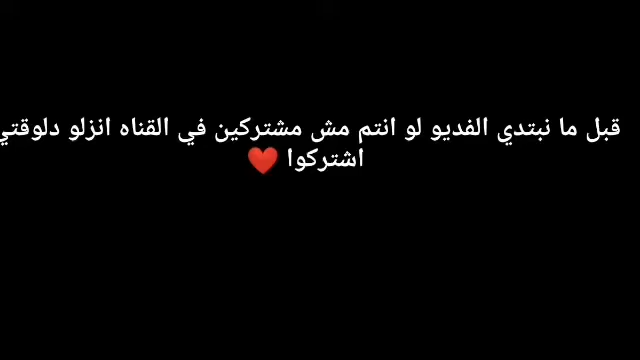 قبل ما نبتدي الفديو لو انتم مش مشتركين في القناه انزلو دلوقتي
اشتركوا ❤️